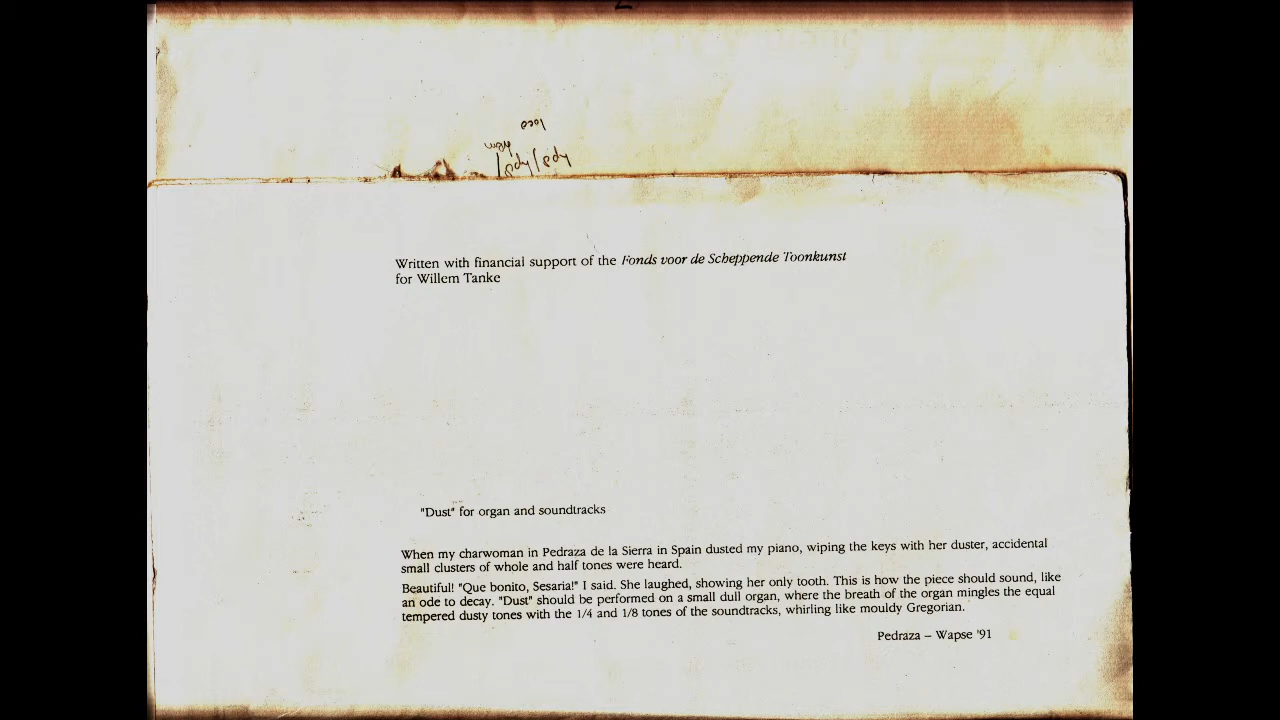 Written with financial support of the Fonds voor de Scheppende Toonkunst
for Willem Tanke
"Dust" for organ and soundtracks
When my charwoman in Pedraza de la Sierra in Spain dusted my piano, wiping the keys with her duster, accidental
small clusters of whole and half tones were heard.
Beautiful! "Que bonito, Sesaria!" I said. She laughed, showing her only tooth. This is how the piece should sound, like
an ode to decay. "Dust" should be performed on a small dull organ, where the breath of the organ mingles the equal
tempered dusty tones with the 1/4 and 1/8 tones of the soundtracks, whirling like mouldy Gregorian.
Pedraza – Wapse '91